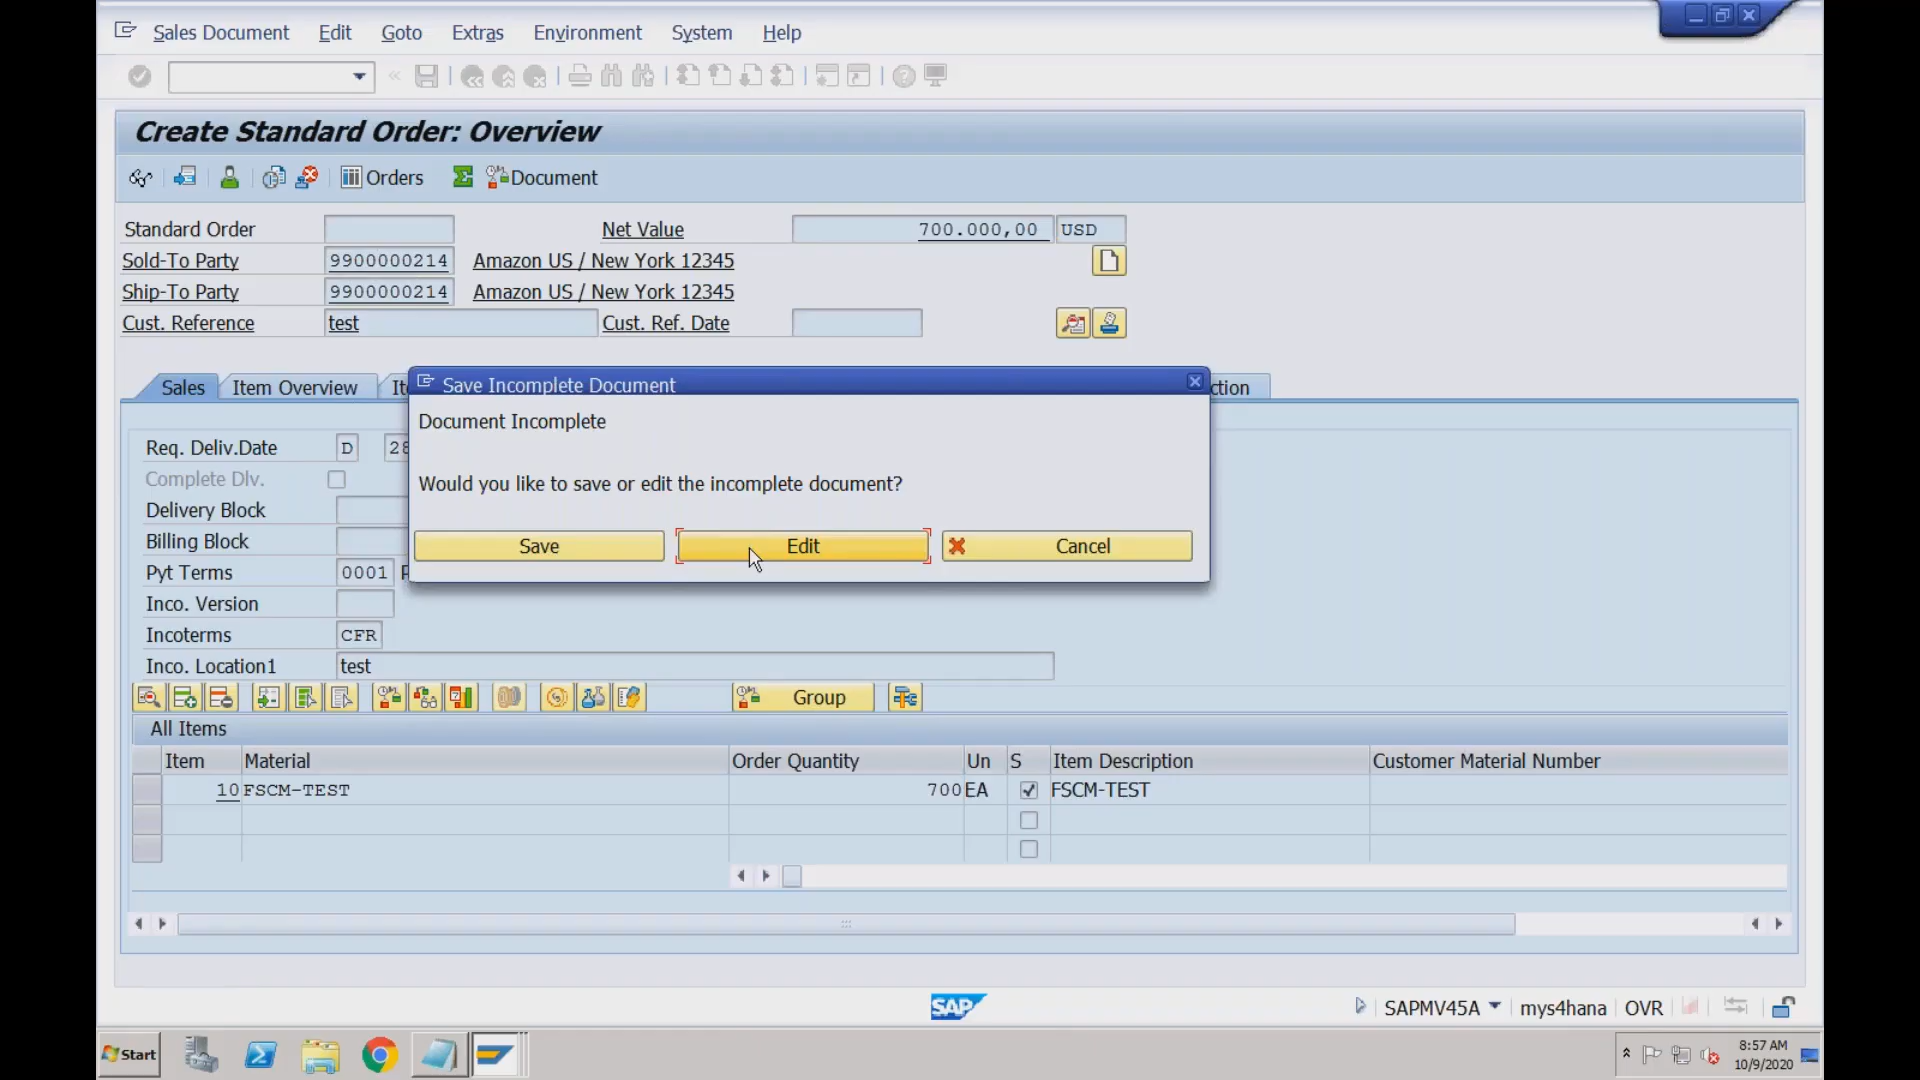 Sales Document Edit Goto Extras Environment System Help
Create Standard Order: Overview
Orders Document
Standard Order Net Value 700.000,00 USD
Sold-To Party 9900000214 Amazon US / New York 12345
Ship-To Party 9900000214 Amazon US / New York 12345
Cust. Reference test Cust. Ref. Date
Sales Item Overview
Save Incomplete Document
Document Incomplete
Would you like to save or edit the incomplete document?
Save Edit Cancel
Req. Deliv.Date D 28
Complete Dlv.
Delivery Block
Billing Block
Pyt Terms 0001
Inco. Version
Incoterms CFR
Inco. Location1 test
Group
All Items
Item Material Order Quantity Un S Item Description Customer Material Number
10 FSCM-TEST 700 EA FSCM-TEST
SAP
SAPMV45A mys4hana OVR
Start
8:57 AM
10/9/2020